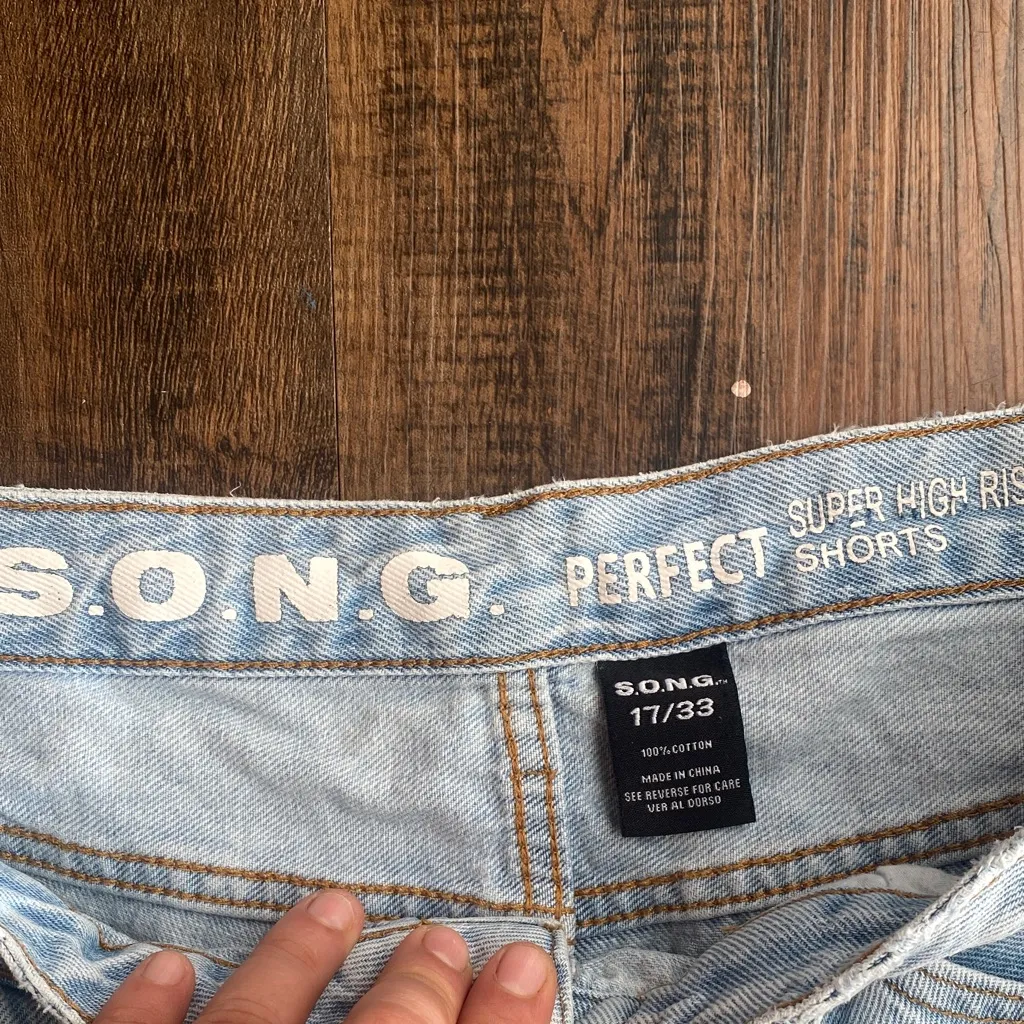 S.O.N.G. PERFECT
SUPER HIGH RIS
SHORTS
S.O.N.G.™
17/33
100% COTTON
MADE IN CHINA
SEE REVERSE FOR CARE
VER AL DORSO